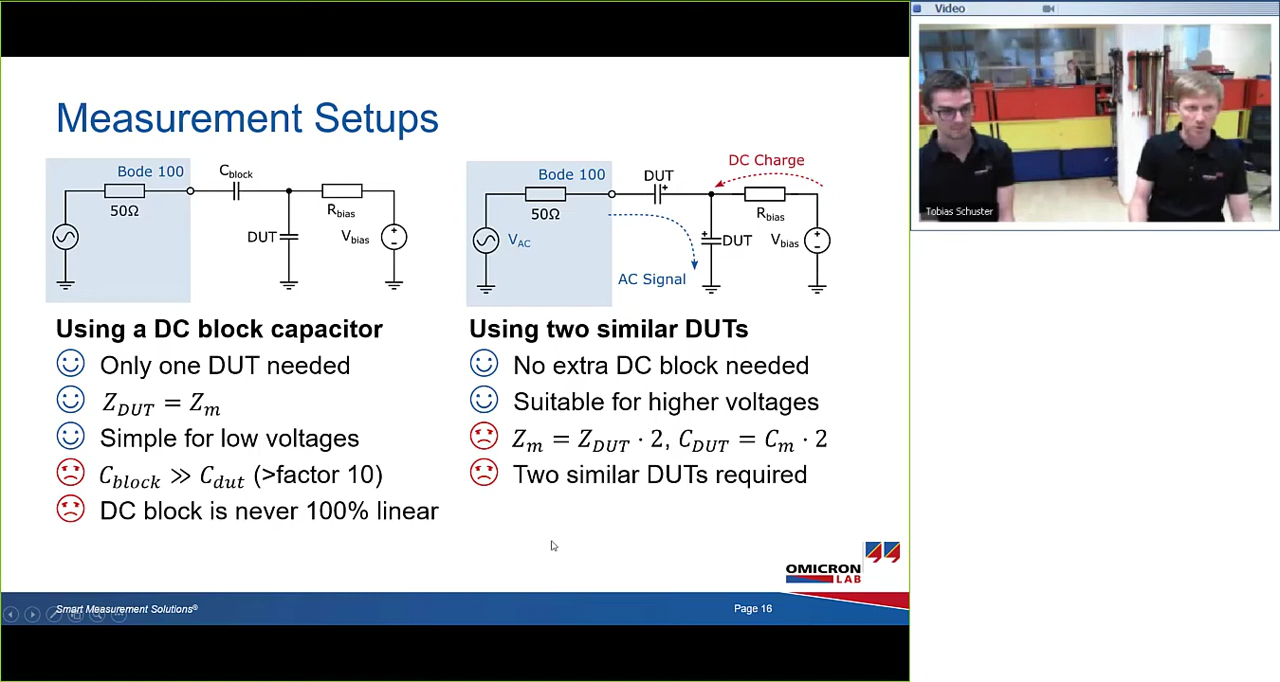 Video
Tobias Schuster
Measurement Setups
Bode 100
50Ω
C_block
R_bias
DUT
V_bias
+
-
Bode 100
50Ω
V_AC
DUT
+
DC Charge
R_bias
+
DUT
V_bias
+
-
AC Signal
Using a DC block capacitor
Only one DUT needed
Z_DUT = Z_m
Simple for low voltages
C_block ≫ C_dut (>factor 10)
DC block is never 100% linear
Using two similar DUTs
No extra DC block needed
Suitable for higher voltages
Z_m = Z_DUT · 2, C_DUT = C_m · 2
Two similar DUTs required
OMICRON
LAB
Smart Measurement Solutions®
Page 16